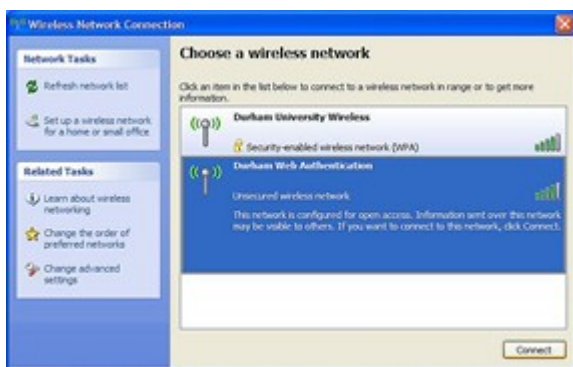 Wireless Network Connection
Network Tasks
Refresh network list
Set up a wireless network
for a home or small office
Related Tasks
Learn about wireless
networking
Change the order of
preferred networks
Change advanced
settings
Choose a wireless network
Click an item in the list below to connect to a wireless network in range or to get more
information.
Durham University Wireless
Security-enabled wireless network (WPA)
Durham Web Authentication
Unsecured wireless network
This network is configured for open access. Information sent over this network
may be visible to others. If you want to connect to this network, click Connect.
Connect